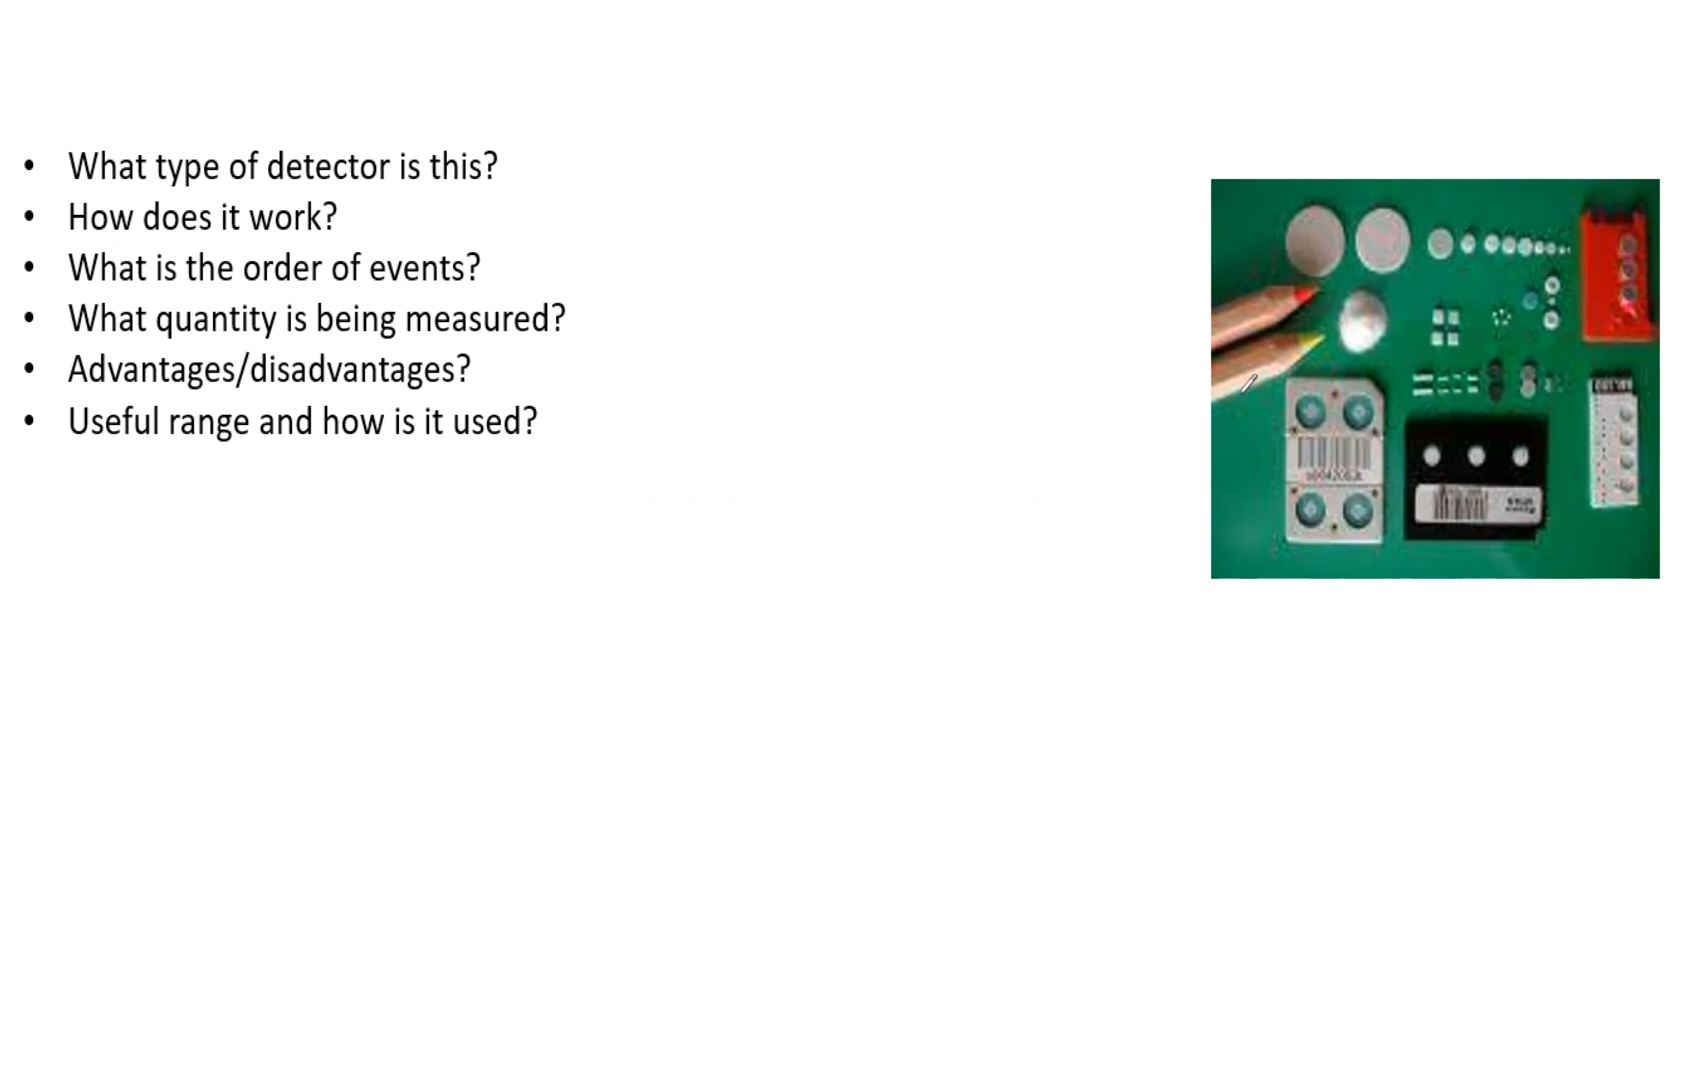 • What type of detector is this?
• How does it work?
• What is the order of events?
• What quantity is being measured?
• Advantages/disadvantages?
• Useful range and how is it used?